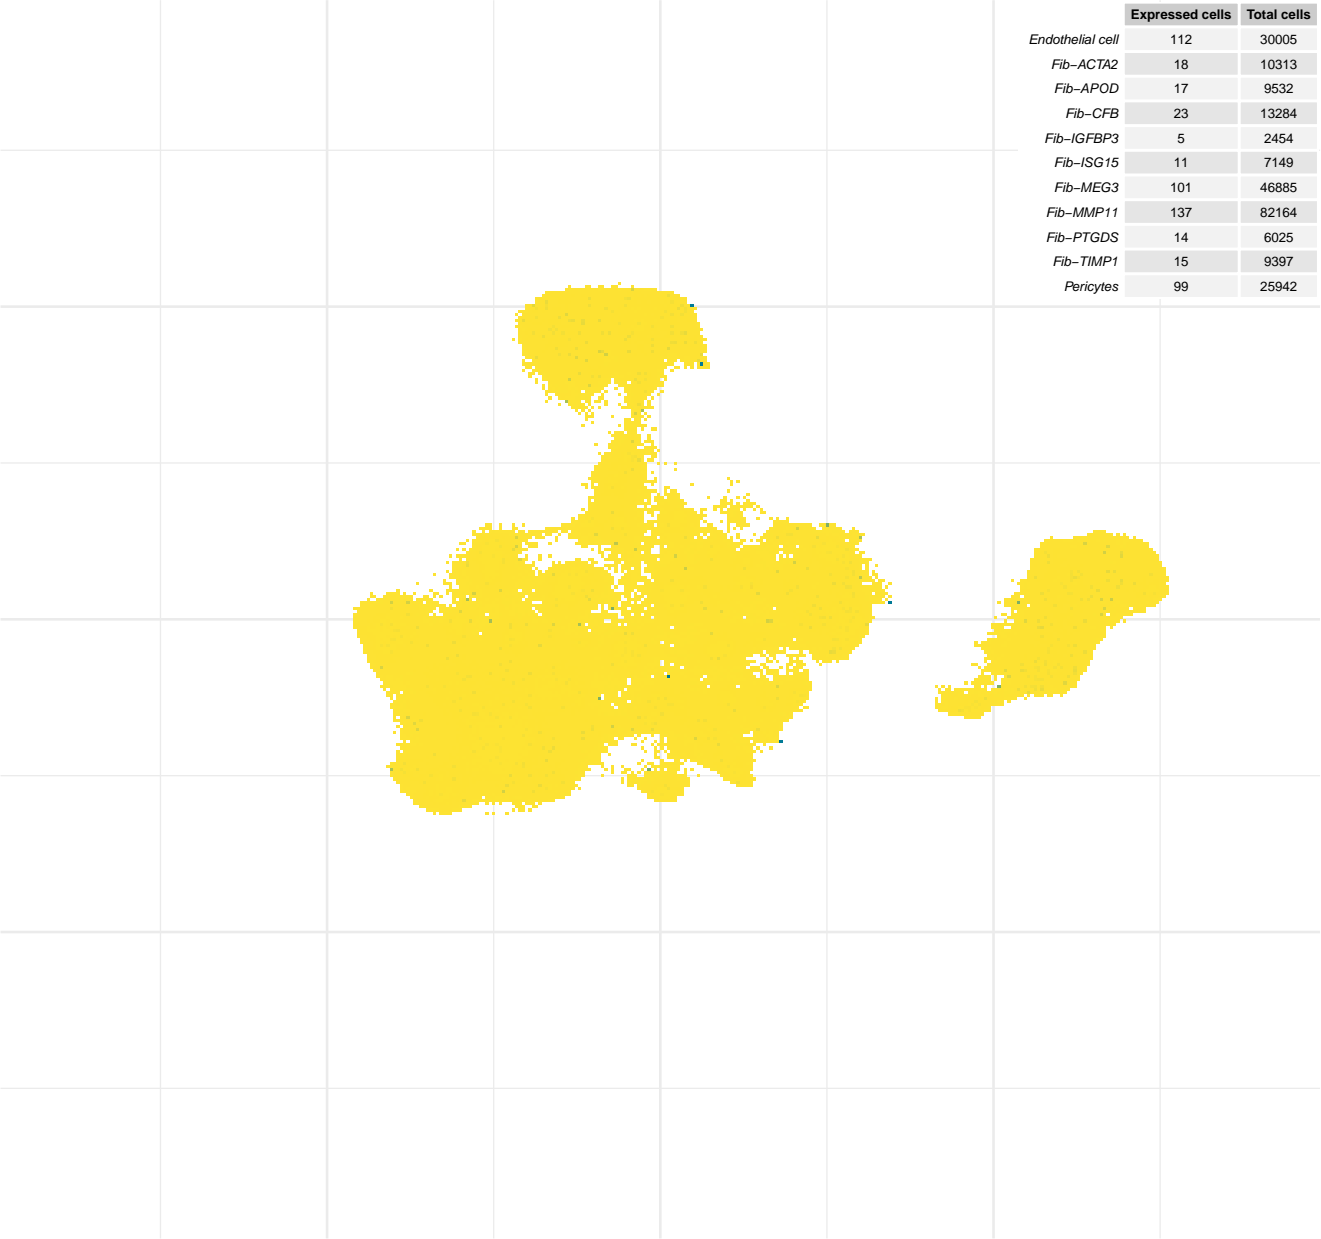 Expressed cells Total cells
Endothelial cell 112 30005
Fib−ACTA2 18 10313
Fib−APOD 17 9532
Fib−CFB 23 13284
Fib−IGFBP3 5 2454
Fib−ISG15 11 7149
Fib−MEG3 101 46885
Fib−MMP11 137 82164
Fib−PTGDS 14 6025
Fib−TIMP1 15 9397
Pericytes 99 25942